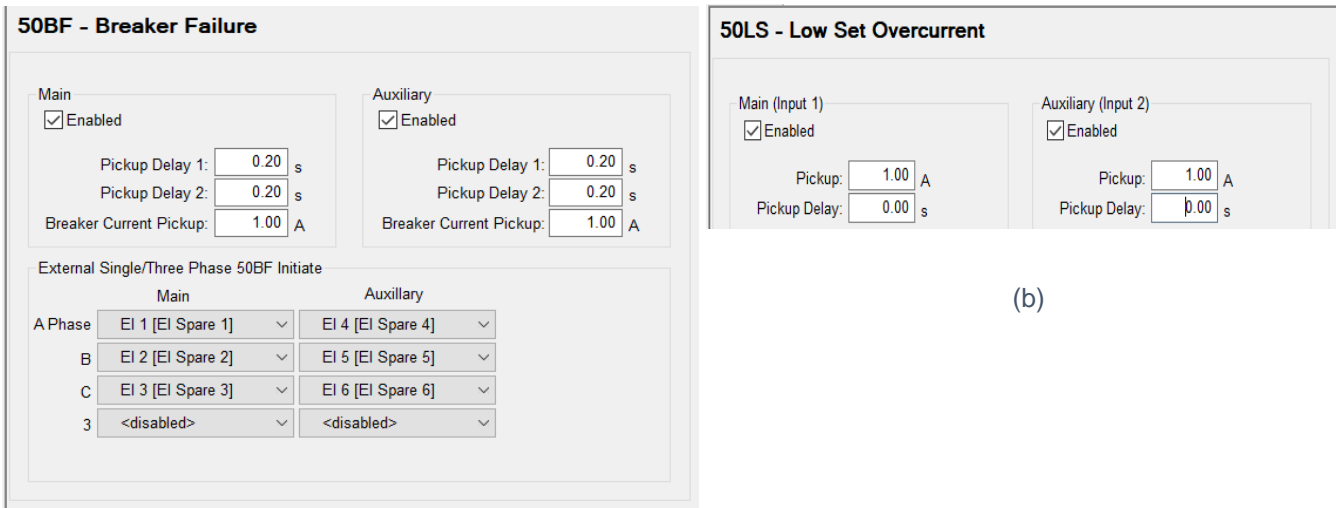 50BF - Breaker Failure
Main
Enabled
Pickup Delay 1: 0.20 s
Pickup Delay 2: 0.20 s
Breaker Current Pickup: 1.00 A
Auxiliary
Enabled
Pickup Delay 1: 0.20 s
Pickup Delay 2: 0.20 s
Breaker Current Pickup: 1.00 A
External Single/Three Phase 50BF Initiate
Main Auxillary
A Phase EI 1 [EI Spare 1] EI 4 [EI Spare 4]
B EI 2 [EI Spare 2] EI 5 [EI Spare 5]
C EI 3 [EI Spare 3] EI 6 [EI Spare 6]
3 <disabled> <disabled>
50LS - Low Set Overcurrent
Main (Input 1)
Enabled
Pickup: 1.00 A
Pickup Delay: 0.00 s
Auxiliary (Input 2)
Enabled
Pickup: 1.00 A
Pickup Delay: 0.00 s
(b)